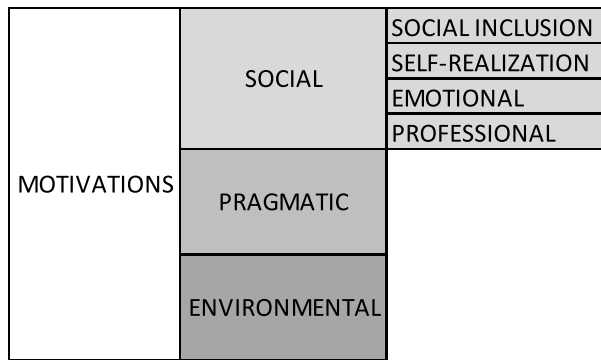 MOTIVATIONS
SOCIAL
SOCIAL INCLUSION
SELF-REALIZATION
EMOTIONAL
PROFESSIONAL
PRAGMATIC
ENVIRONMENTAL